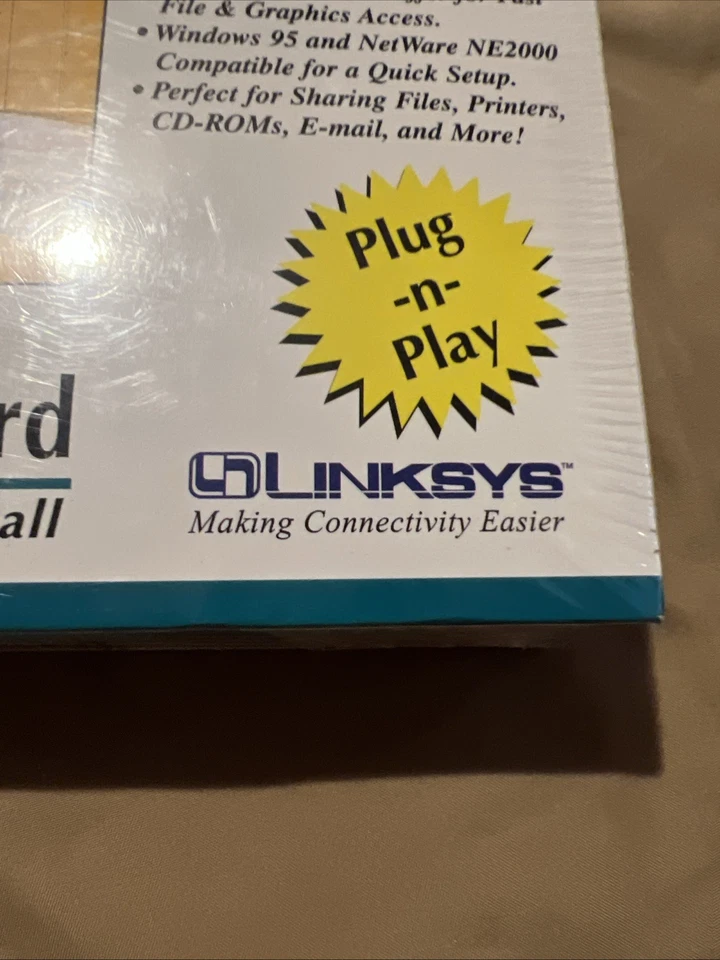 File & Graphics Access.
• Windows 95 and NetWare NE2000
Compatible for a Quick Setup.
• Perfect for Sharing Files, Printers,
CD-ROMs, E-mail, and More!
Plug
-n-
Play
rd
all
LINKSYS™
Making Connectivity Easier